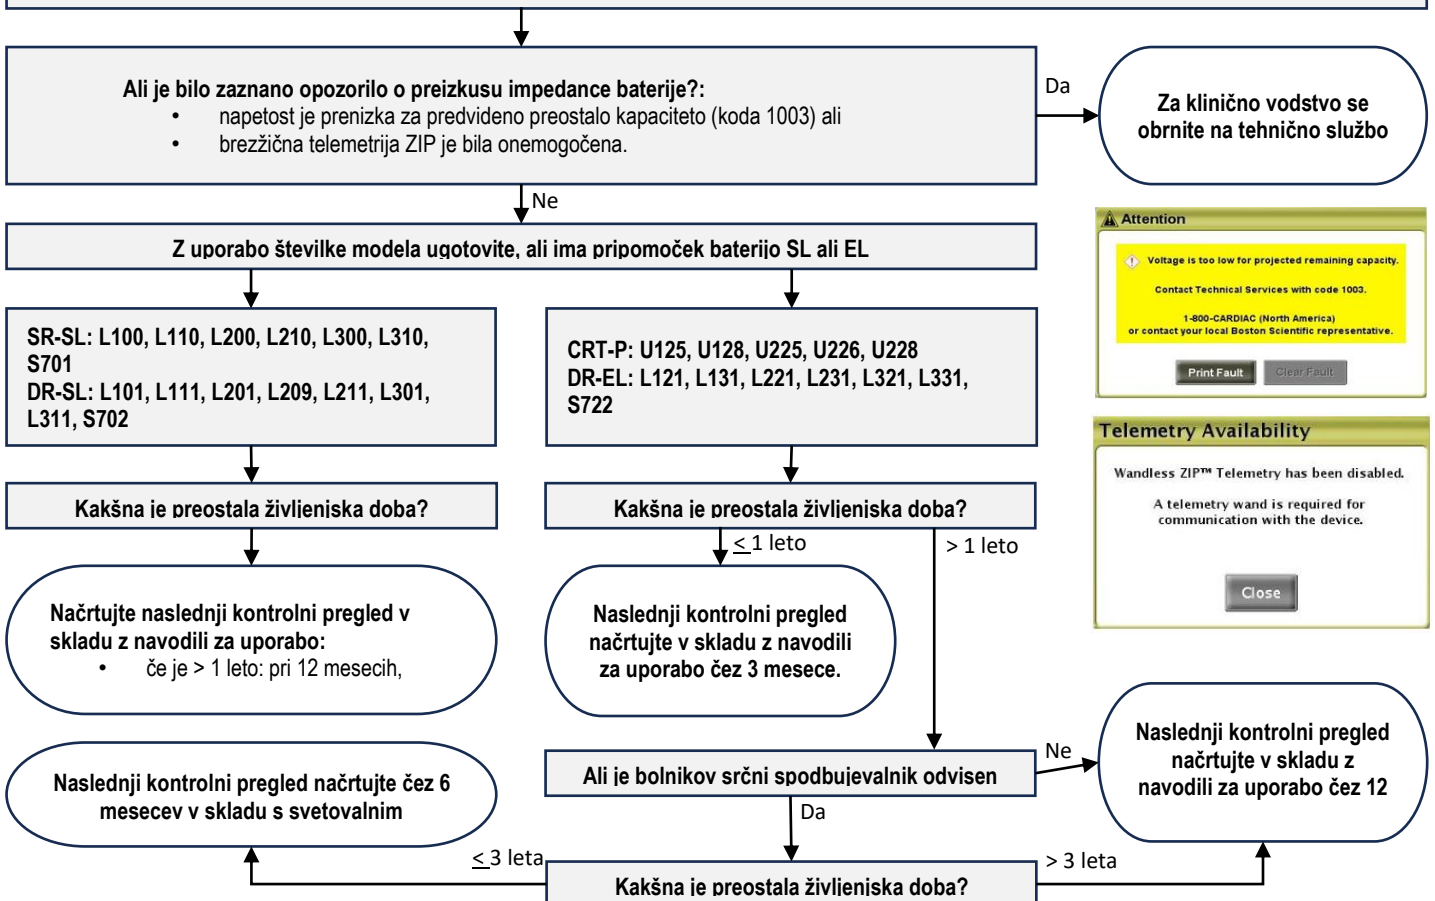 Ali je bilo zaznano opozorilo o preizkusu impedance baterije?:
• napetost je prenizka za predvideno preostalo kapaciteto (koda 1003) ali
• brezžična telemetrija ZIP je bila onemogočena.
Da
Za klinično vodstvo se
obrnite na tehnično službo
Ne
Z uporabo številke modela ugotovite, ali ima pripomoček baterijo SL ali EL
Attention
Voltage is too low for projected remaining capacity.
Contact Technical Services with code 1003.
1-800-CARDIAC (North America)
or contact your local Boston Scientific representative.
Print Fault
Clear Fault
SR-SL: L100, L110, L200, L210, L300, L310,
S701
DR-SL: L101, L111, L201, L209, L211, L301,
L311, S702
CRT-P: U125, U128, U225, U226, U228
DR-EL: L121, L131, L221, L231, L321, L331,
S722
Telemetry Availability
Wandless ZIP™ Telemetry has been disabled.
A telemetry wand is required for
communication with the device.
Close
Kakšna je preostala življenjska doba?
Kakšna je preostala življenjska doba?
< 1 leto
> 1 leto
Načrtujte naslednji kontrolni pregled v
skladu z navodili za uporabo:
• če je > 1 leto: pri 12 mesecih,
Naslednji kontrolni pregled
načrtujte v skladu z navodili
za uporabo čez 3 mesece.
Naslednji kontrolni pregled
načrtujte v skladu z
navodili za uporabo čez 12
Ali je bolnikov srčni spodbujevalnik odvisen
Ne
Da
Naslednji kontrolni pregled načrtujte čez 6
mesecev v skladu s svetovalnim
< 3 leta
Kakšna je preostala življenjska doba?
> 3 leta